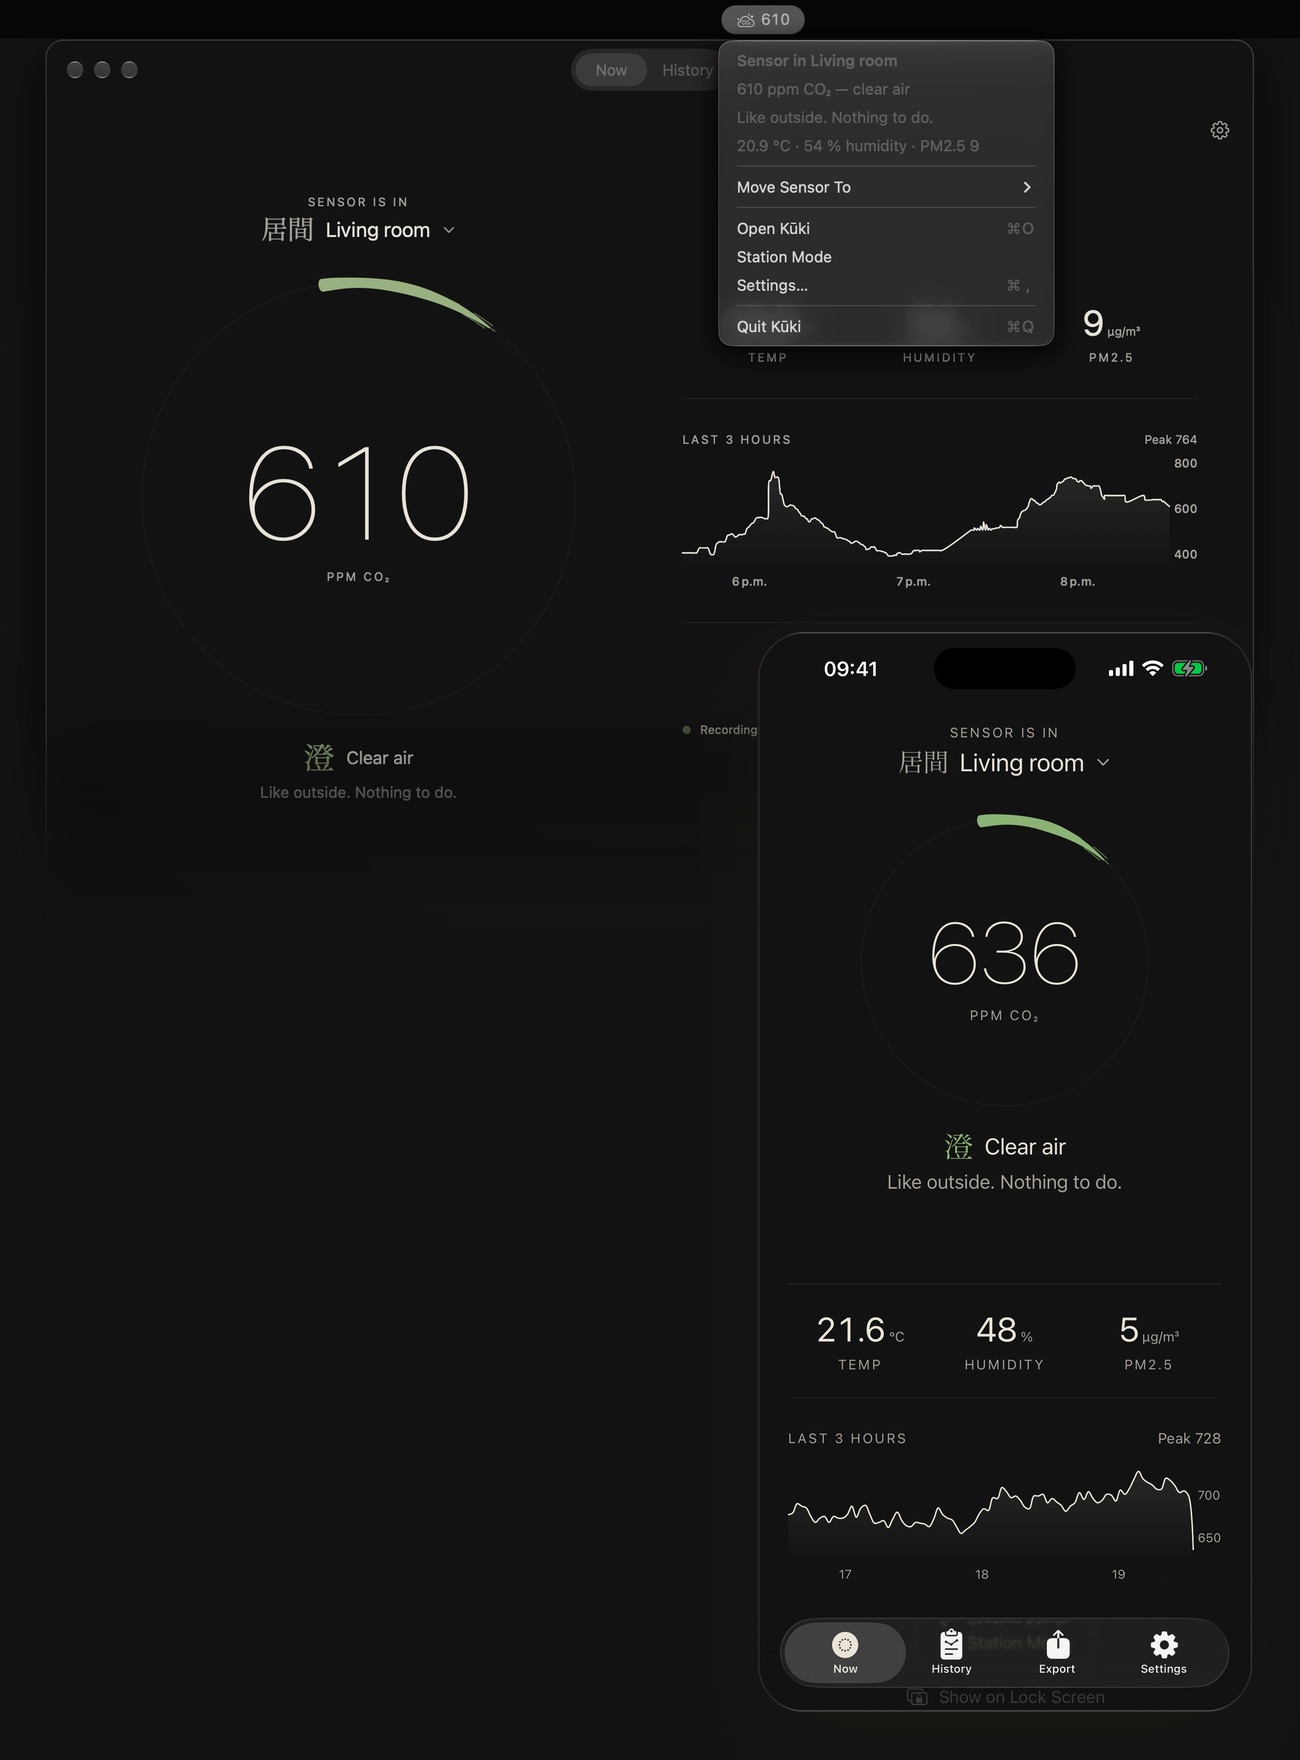 610
Now History
Sensor in Living room
610 ppm CO₂ — clear air
Like outside. Nothing to do.
20.9 °C · 54 % humidity · PM2.5 9
Move Sensor To
Open Kūki ⌘O
Station Mode
Settings... ⌘ ,
Quit Kūki ⌘Q
SENSOR IS IN
居間 Living room
610
PPM CO₂
澄 Clear air
Like outside. Nothing to do.
9 µg/m³
TEMP HUMIDITY PM2.5
LAST 3 HOURS Peak 764
800
600
400
6 p.m. 7 p.m. 8 p.m.
Recording
09:41
SENSOR IS IN
居間 Living room
636
PPM CO₂
澄 Clear air
Like outside. Nothing to do.
21.6 °C 48 % 5 µg/m³
TEMP HUMIDITY PM2.5
LAST 3 HOURS Peak 728
700
650
17 18 19
Station M
Now History Export Settings
Show on Lock Screen